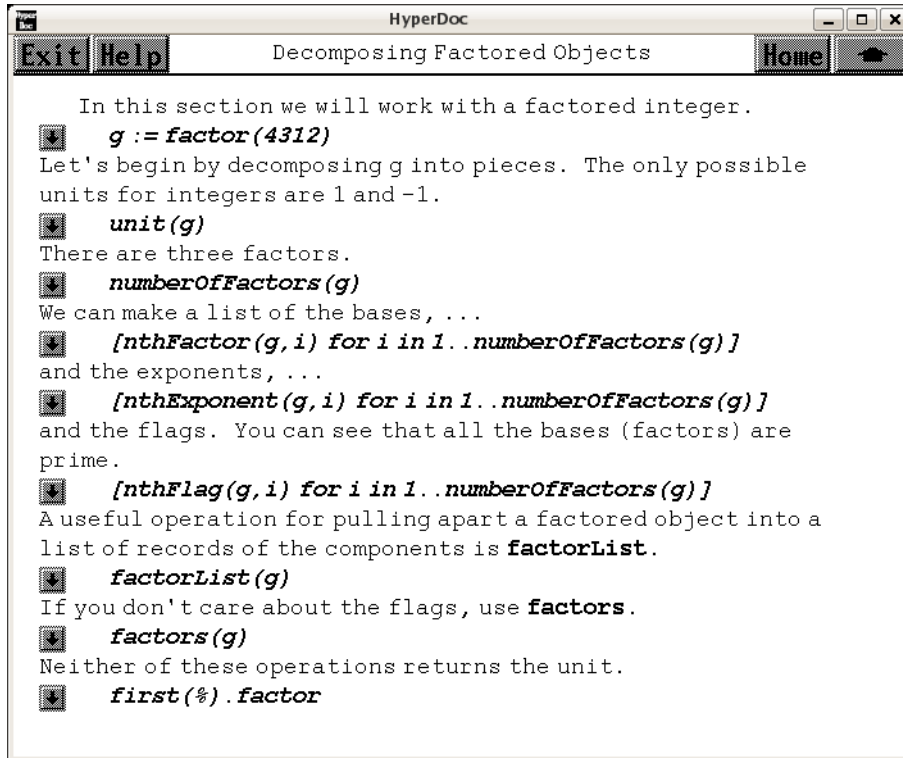 Hyper Doc
HyperDoc
Exit Help
Decomposing Factored Objects
Home
In this section we will work with a factored integer.
g := factor(4312)
Let's begin by decomposing g into pieces. The only possible
units for integers are 1 and -1.
unit(g)
There are three factors.
numberOfFactors(g)
We can make a list of the bases, ...
[nthFactor(g,i) for i in 1..numberOfFactors(g)]
and the exponents, ...
[nthExponent(g,i) for i in 1..numberOfFactors(g)]
and the flags. You can see that all the bases (factors) are
prime.
[nthFlag(g,i) for i in 1..numberOfFactors(g)]
A useful operation for pulling apart a factored object into a
list of records of the components is factorList.
factorList(g)
If you don't care about the flags, use factors.
factors(g)
Neither of these operations returns the unit.
first(%).factor